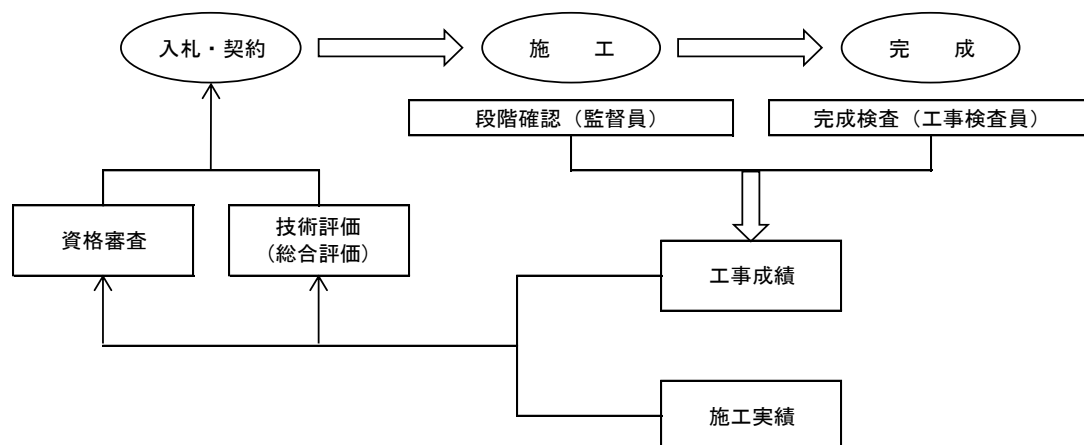 入札・契約
施 工
完 成
段階確認（監督員）
完成検査（工事検査員）
資格審査
技術評価
（総合評価）
工事成績
施工実績